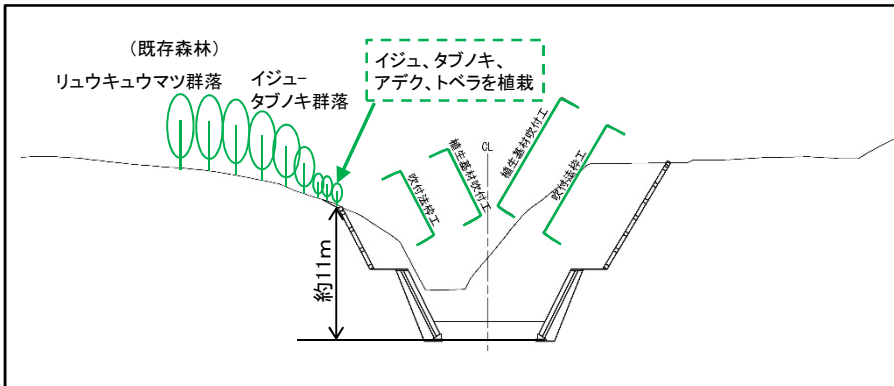 (既存森林)
リュウキュウマツ群落
イジュ-
タブノキ群落
イジュ、タブノキ、
アデク、トベラを植栽
吹付法枠工
植生基材吹付工
CL
植生基材吹付工
吹付法枠工
約11m